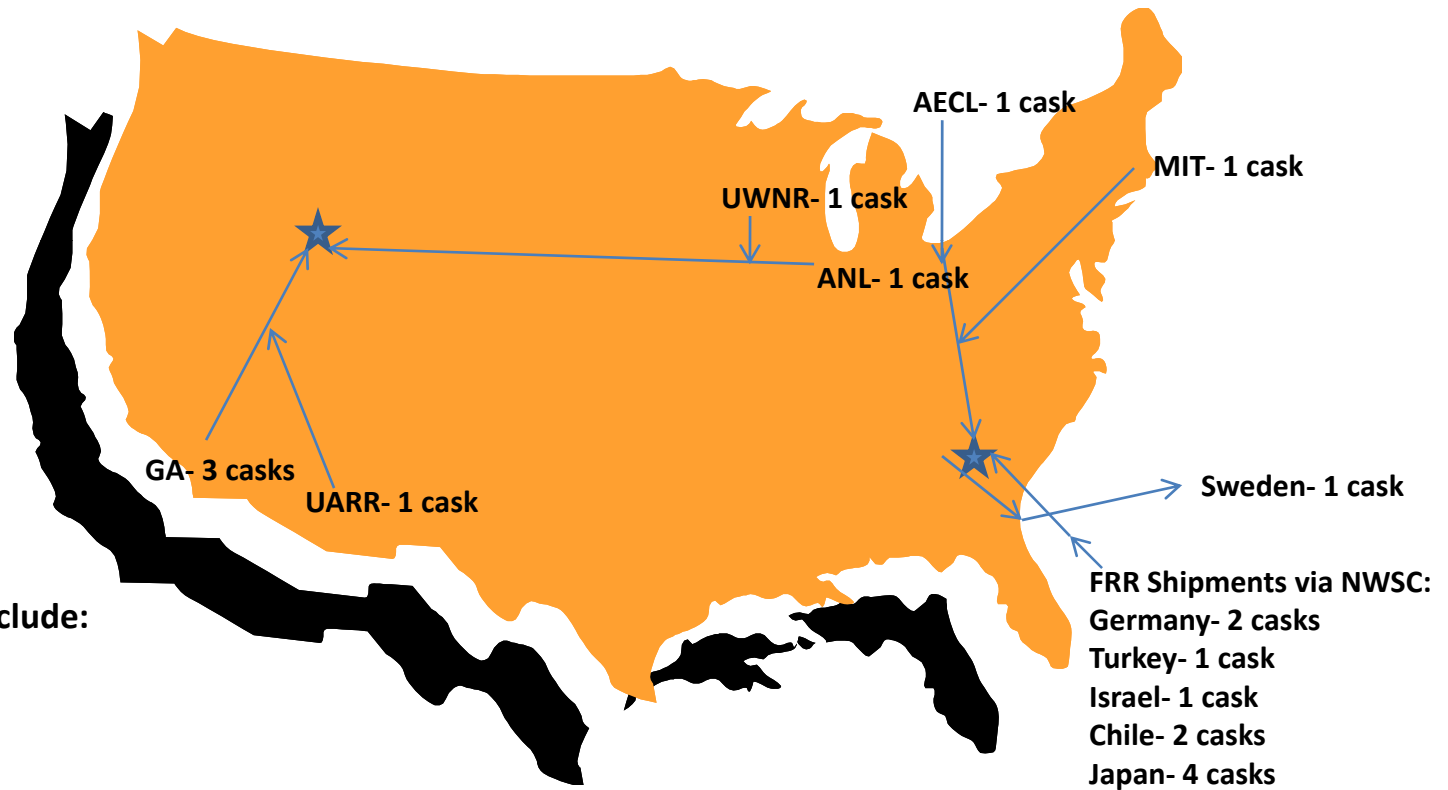 AECL- 1 cask
MIT- 1 cask
UWNR- 1 cask
ANL- 1 cask
GA- 3 casks
UARR- 1 cask
Sweden- 1 cask
FRR Shipments via NWSC:
Germany- 2 casks
Turkey- 1 cask
Israel- 1 cask
Chile- 2 casks
Japan- 4 casks